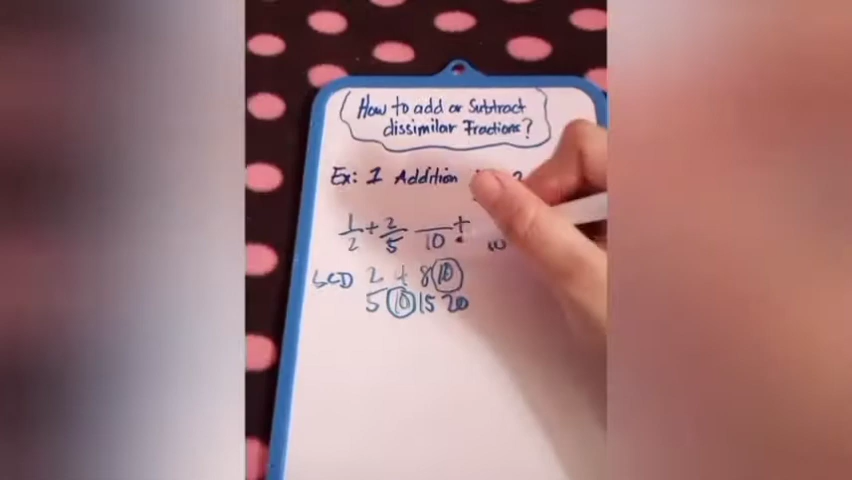 How to add or Subtract
dissimilar Fractions?
Ex: 1 Addition
1/2 + 2/5 /10 + 10
LCD 2 4 8 10
5 10 15 20